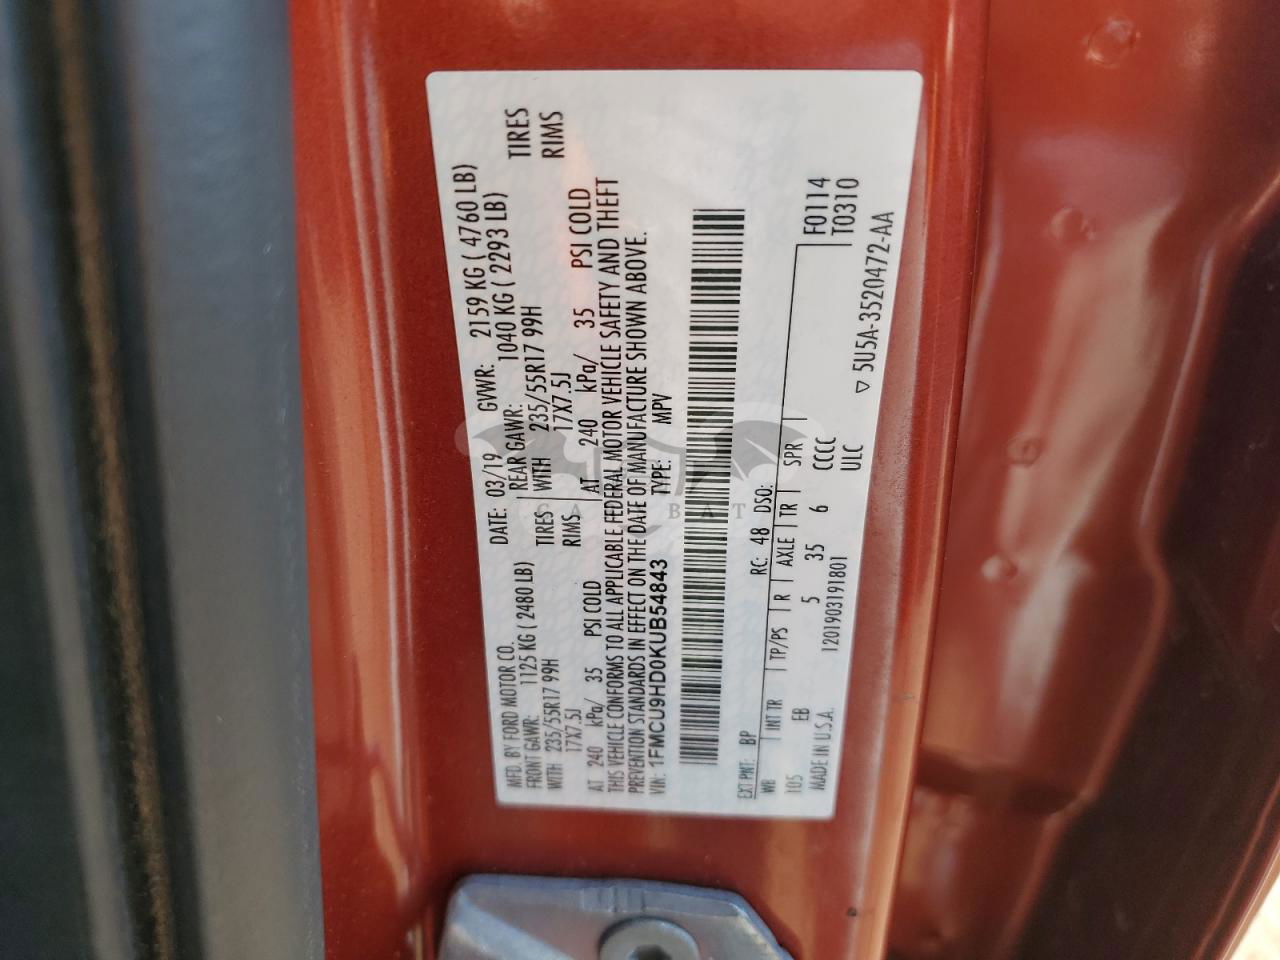 MFD. BY FORD MOTOR CO.
DATE: 03/19 GVWR: 2159 KG ( 4760 LB)
FRONT GAWR: 1125 KG ( 2480 LB) REAR GAWR: 1040 KG ( 2293 LB)
WITH 235/55R17 99H TIRES WITH 235/55R17 99H TIRES
17X7.5J RIMS 17X7.5J RIMS
AT 240 kPa/ 35 PSI COLD AT 240 kPa/ 35 PSI COLD
THIS VEHICLE CONFORMS TO ALL APPLICABLE FEDERAL MOTOR VEHICLE SAFETY AND THEFT
PREVENTION STANDARDS IN EFFECT ON THE DATE OF MANUFACTURE SHOWN ABOVE.
VIN: 1FMCU9HD0KUB54843 TYPE: MPV
EXT PNT: BP RC: 48 DSO:
WB INT TR TP/PS R AXLE TR SPR F0114
105 EB 5 35 6 CCCC T0310
MADE IN U.S.A. 12019031918​01 ULC
▽ 5U5A-3520472-AA
CAR BAT